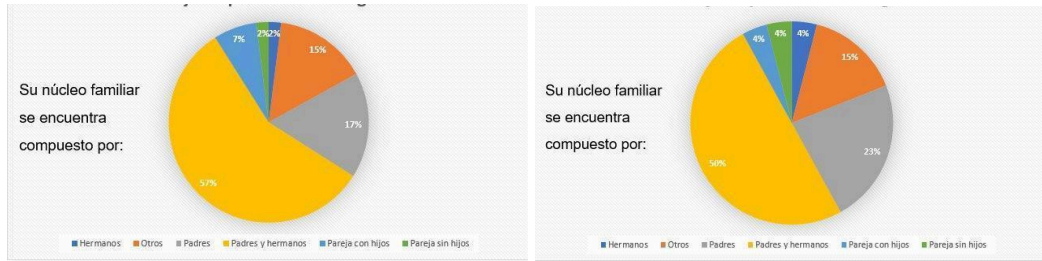 2% 2%
7%
15%
Su núcleo familiar
se encuentra
compuesto por:
17%
57%
Hermanos Otros Padres Padres y hermanos Pareja con hijos Pareja sin hijos
4% 4% 4%
15%
Su núcleo familiar
se encuentra
compuesto por:
23%
50%
Hermanos Otros Padres Padres y hermanos Pareja con hijos Pareja sin hijos